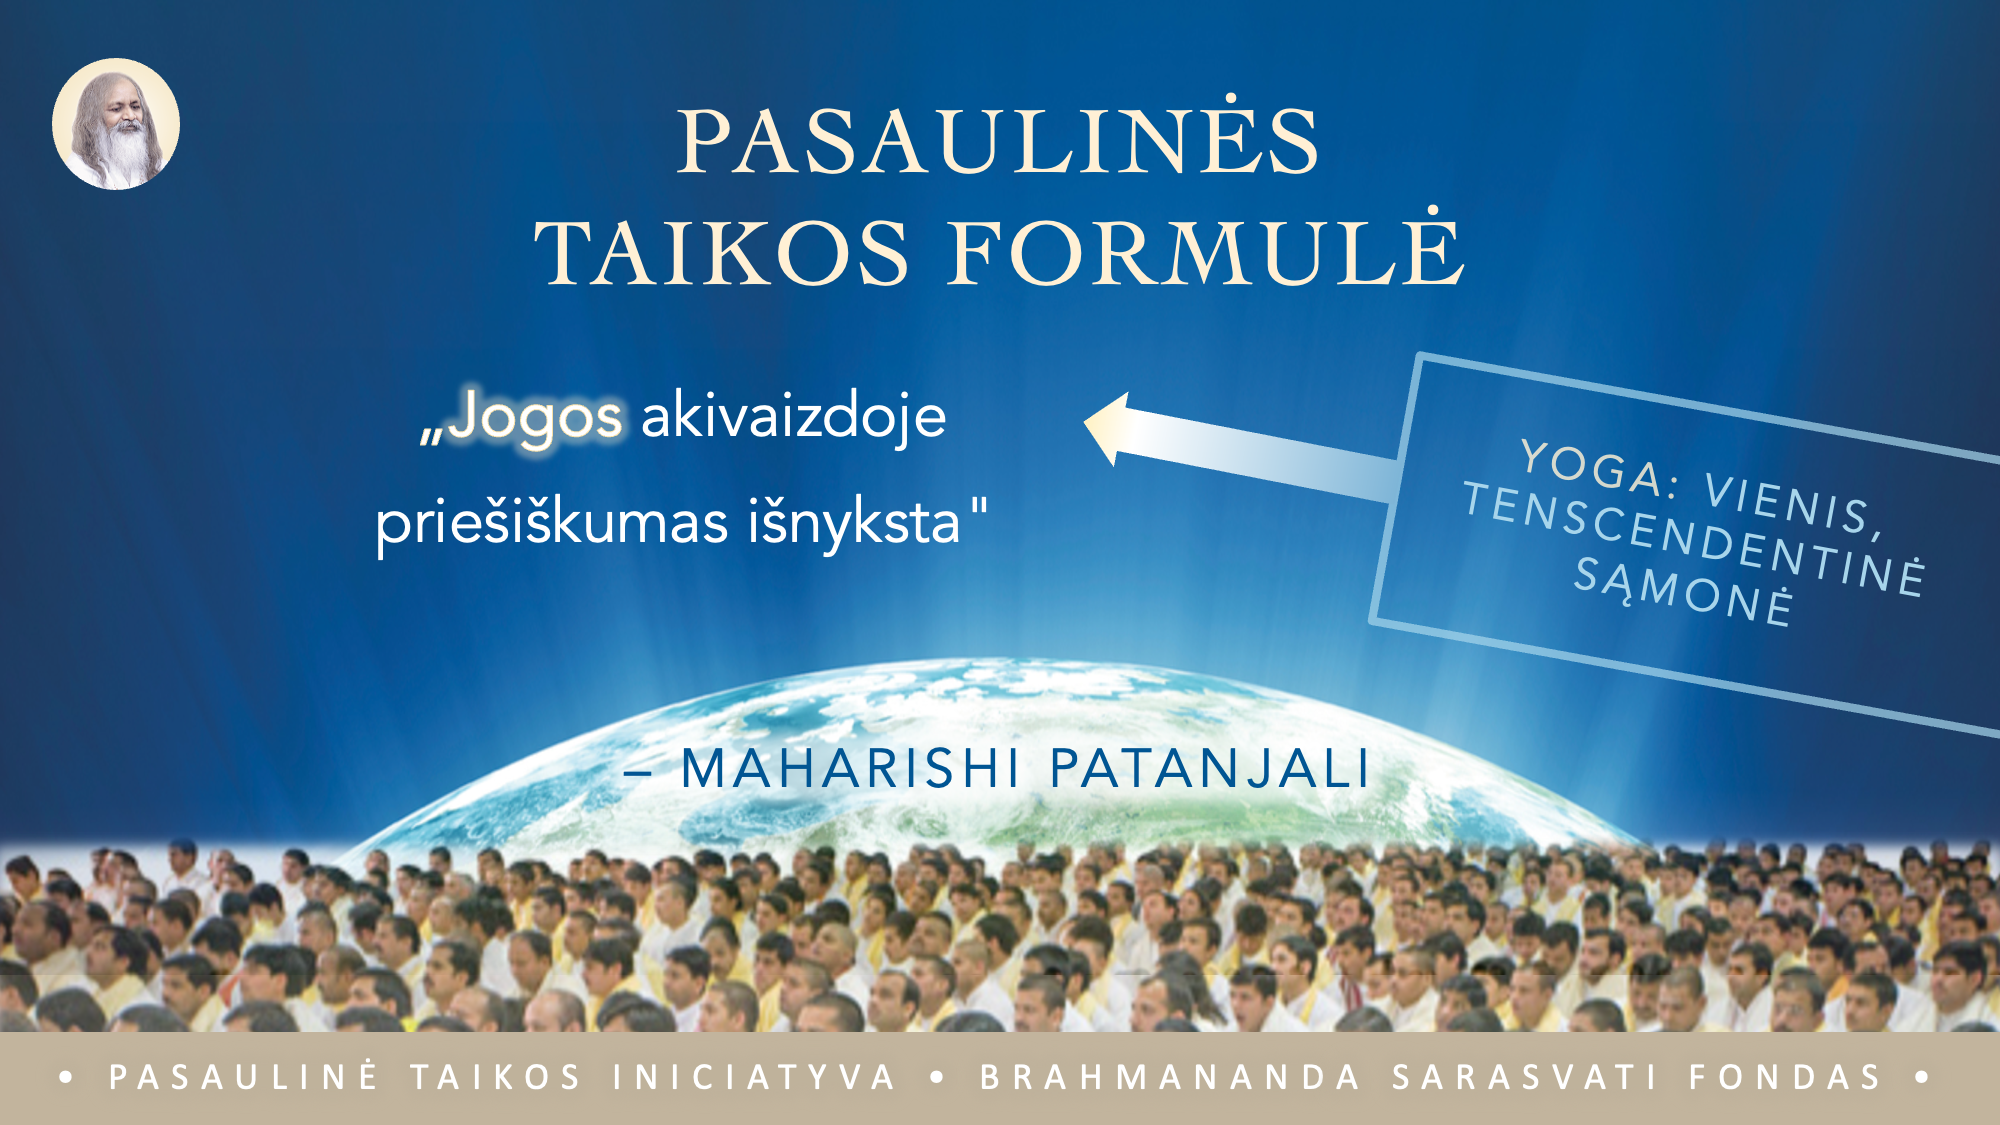 PASAULINĖS
TAIKOS FORMULĖ
„Jogos akivaizdoje
priešiškumas išnyksta"
YOGA: VIENIS,
TENSCENDENTINĖ
SĄMONĖ
– MAHARISHI PATANJALI
• PASAULINĖ TAIKOS INICIATYVA • BRAHMANANDA SARASVATI FONDAS •